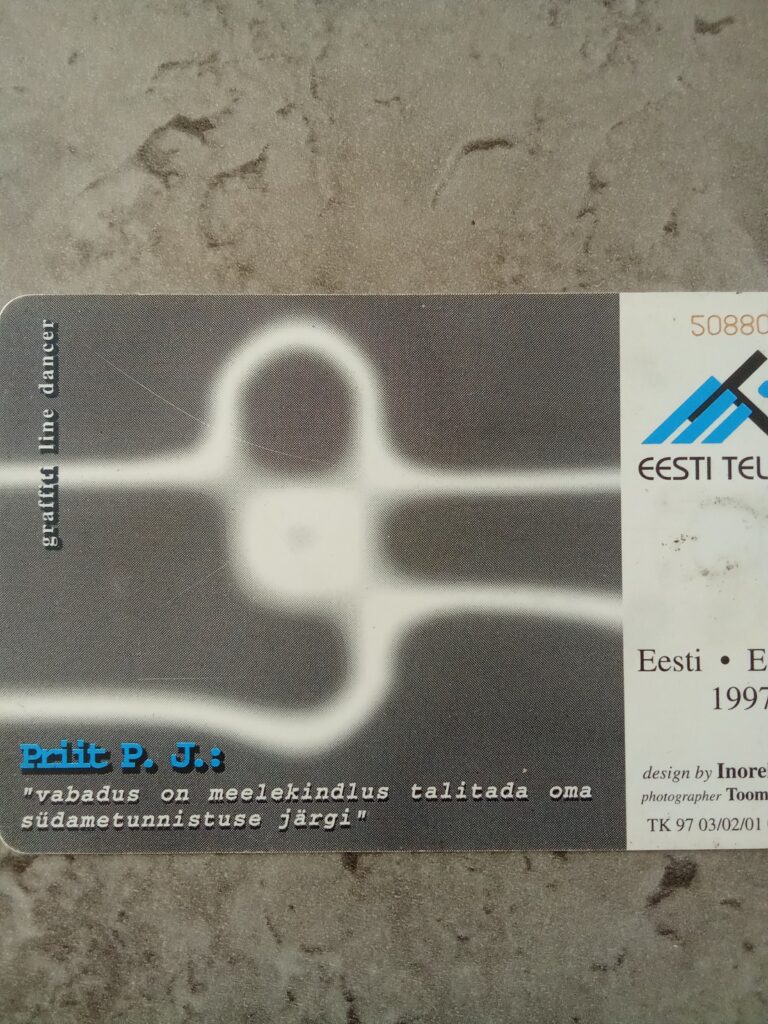 graffiti line dancer
Priit P. J.:
"vabadus on meelekindlus talitada oma
südametunnistuse järgi"
50880
EESTI TEL
Eesti • E
1997
design by Inore
photographer Toom
TK 97 03/02/01